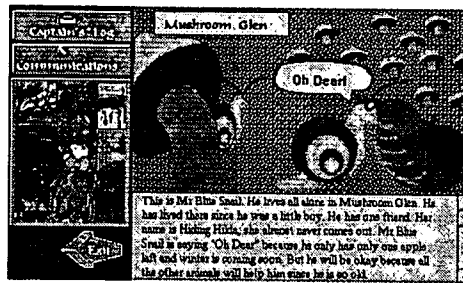 Captain's Log
Communications
Mushroom Glen
Oh Dear!
This is Mr Blue Snail. He lives all alone in Mushroom Glen. He
has lived there since he was a little boy. He has one friend. Her
name is Hiding Hilda, she almost never comes out. Mr Blue
Snail is saying "Oh Dear" because he only has only one apple
left and winter is coming soon. But he will be okay because all
the other animals will help him since he is so old.
Exit